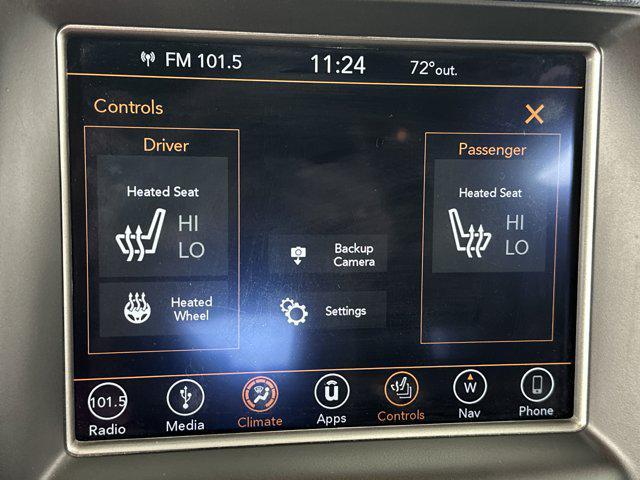 FM 101.5 11:24 72°out.
Controls
Driver
Passenger
Heated Seat
HI
LO
Heated Seat
HI
LO
Backup
Camera
Heated
Wheel
Settings
101.5
Radio
Media
Climate
u
Apps
Controls
W
Nav
Phone